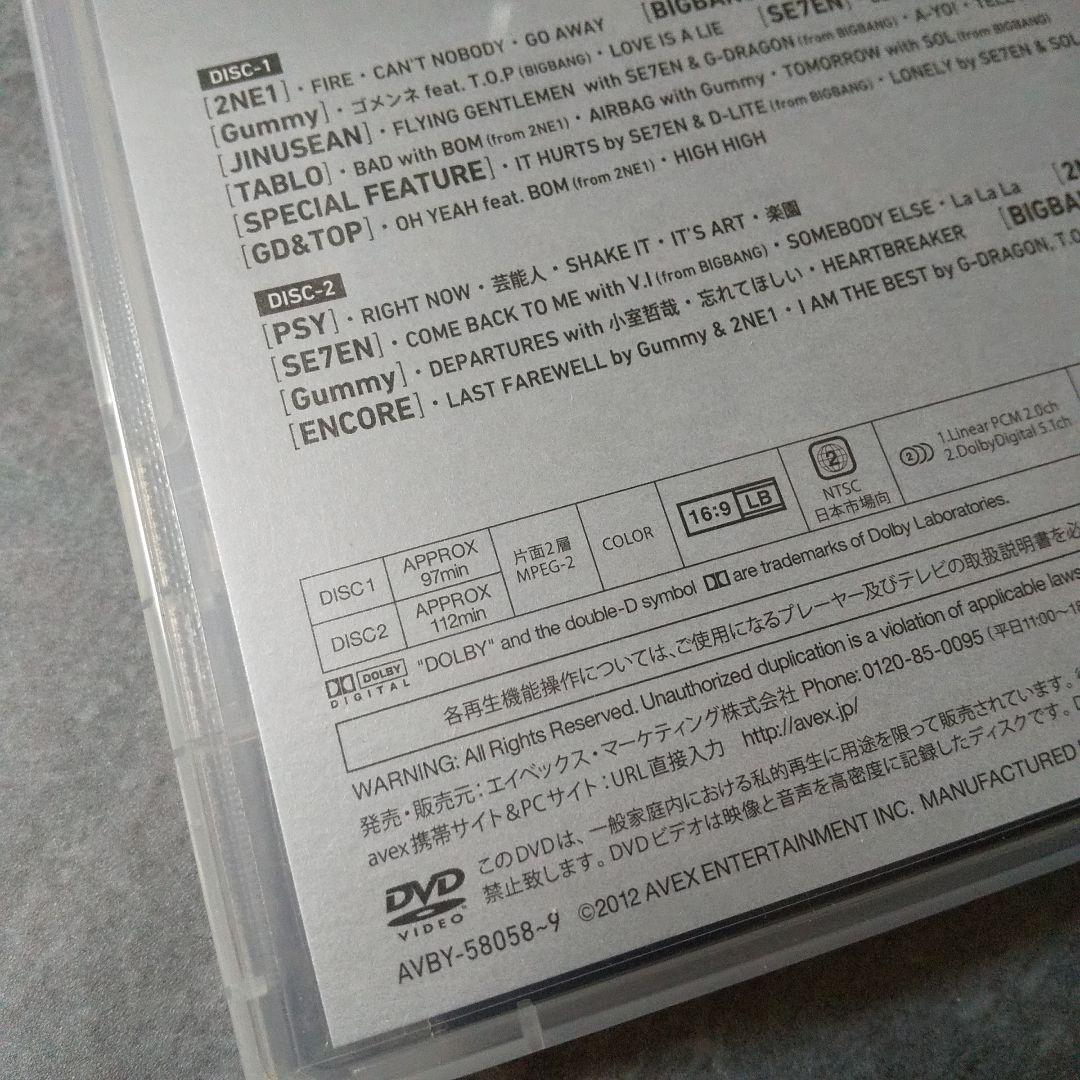 DISC-1
[2NE1]・FIRE・CAN'T NOBODY・GO AWAY [BIGBANG
[Gummy]・ゴメンネ feat. T.O.P (BIGBANG)・LOVE IS A LIE [SE7EN]
[JINUSEAN]・FLYING GENTLEMEN with SE7EN & G-DRAGON (from BIGBANG)・A-YO!
[TABLO]・BAD with BOM (from 2NE1)・AIRBAG with Gummy・TOMORROW with SOL (from BIGBANG)
[SPECIAL FEATURE]・IT HURTS by SE7EN & D-LITE (from BIGBANG)・LONELY by SE7EN & SOL
[GD&TOP]・OH YEAH feat. BOM (from 2NE1)・HIGH HIGH
DISC-2
[PSY]・RIGHT NOW・芸能人・SHAKE IT・IT'S ART・楽園
[SE7EN]・COME BACK TO ME with V.I (from BIGBANG)・SOMEBODY ELSE・La La La
[Gummy]・DEPARTURES with 小室哲哉・忘れてほしい・HEARTBREAKER [BIGBANG
[ENCORE]・LAST FAREWELL by Gummy & 2NE1・I AM THE BEST by G-DRAGON, T.O
DISC1 APPROX 97min 片面2層 MPEG-2 COLOR 16:9 LB 2 NTSC 日本市場向 2 1.Linear PCM 2.0ch 2.DolbyDigital 5.1ch
DISC2 APPROX 112min
DOLBY DIGITAL "DOLBY" and the double-D symbol are trademarks of Dolby Laboratories.
各再生機能操作については、ご使用になるプレーヤー及びテレビの取扱説明書を必
WARNING: All Rights Reserved. Unauthorized duplication is a violation of applicable laws
発売・販売元：エイベックス・マーケティング株式会社 Phone: 0120-85-0095 (平日11:00~18
avex携帯サイト&PCサイト：URL直接入力 http://avex.jp/
このDVDは、一般家庭内における私的再生に用途を限って販売されています。
禁止致します。DVDビデオは映像と音声を高密度に記録したディスクです。
DVD VIDEO
AVBY-58058~9 ©2012 AVEX ENTERTAINMENT INC. MANUFACTURED